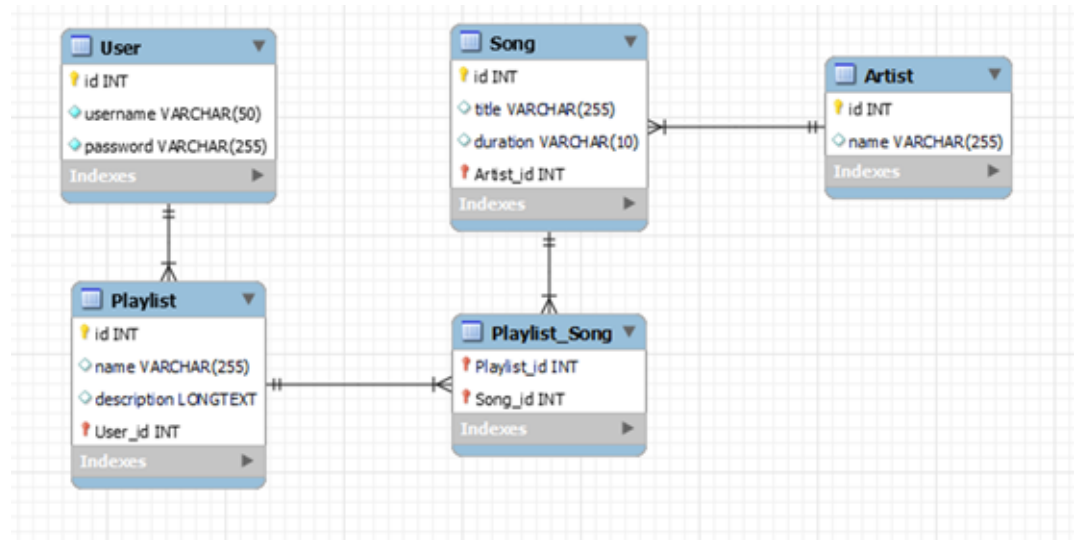 User
id INT
username VARCHAR(50)
password VARCHAR(255)
Indexes
Song
id INT
title VARCHAR(255)
duration VARCHAR(10)
Artist_id INT
Indexes
Artist
id INT
name VARCHAR(255)
Indexes
Playlist
id INT
name VARCHAR(255)
description LONGTEXT
User_id INT
Indexes
Playlist_Song
Playlist_id INT
Song_id INT
Indexes